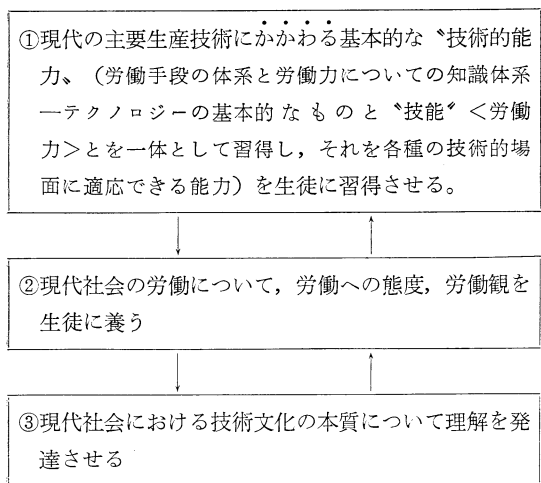 ①現代の主要生産技術にかかわる基本的な〝技術的能
力〟（労働手段の体系と労働力についての知識体系
―テクノロジーの基本的なものと〝技能〟＜労働
力＞とを一体として習得し，それを各種の技術的場
面に適応できる能力）を生徒に習得させる。
②現代社会の労働について，労働への態度，労働観を
生徒に養う
③現代社会における技術文化の本質について理解を発
達させる